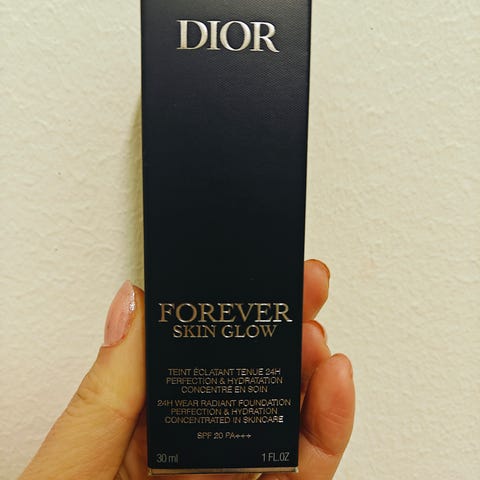 DIOR
FOREVER
SKIN GLOW
TEINT ÉCLATANT TENUE 24H
PERFECTION & HYDRATATION
CONCENTRÉ EN SOIN
24H WEAR RADIANT FOUNDATION
PERFECTION & HYDRATION
CONCENTRATED IN SKINCARE
SPF 20 PA+++
30 ml 1 FL.OZ